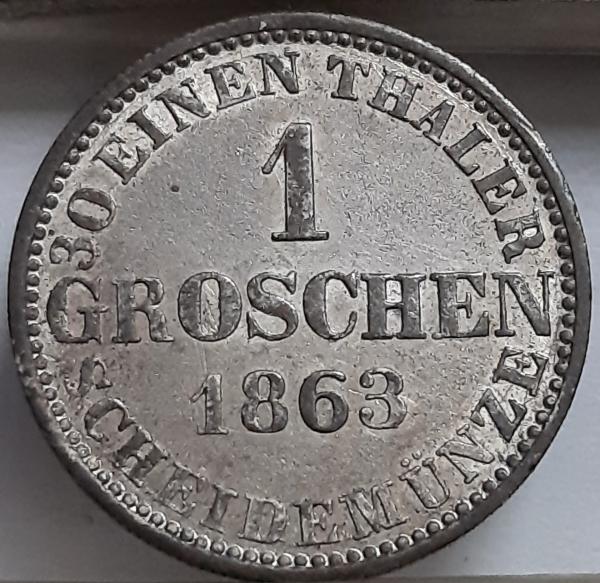 30 EINEN THALER
1
GROSCHEN
1863
SCHEIDEMÜNZE